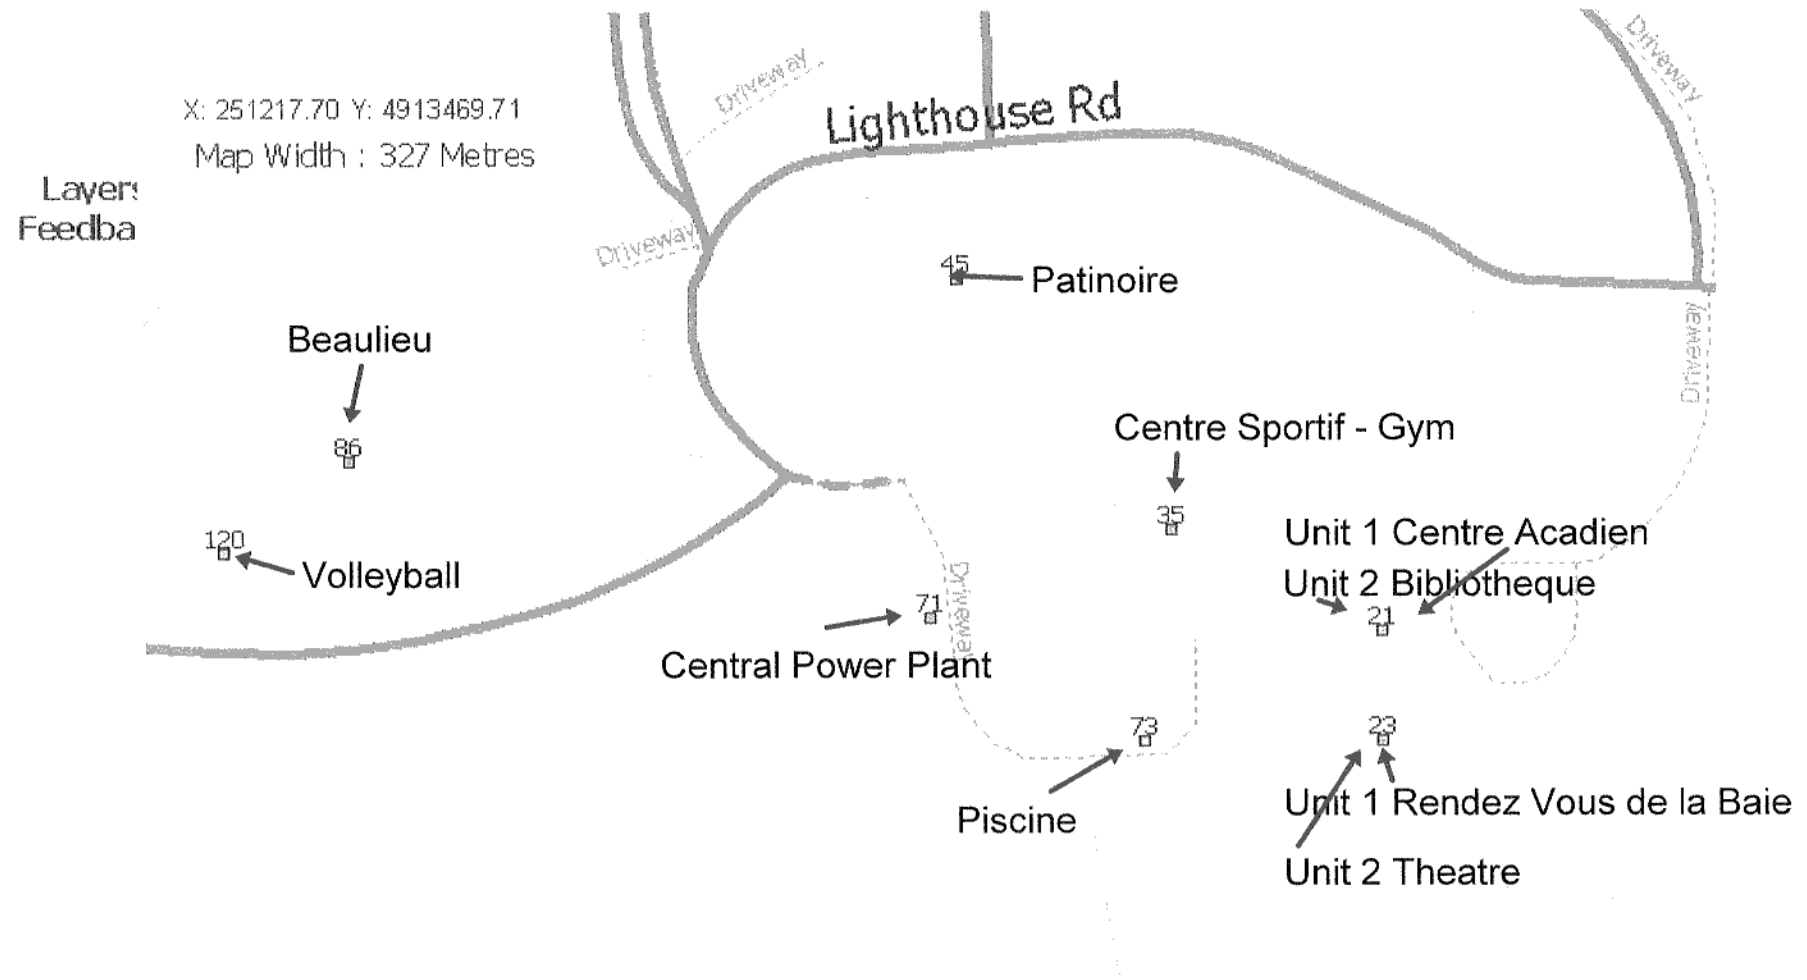 Driveway
Driveway
X: 251217.70 Y: 4913469.71
Lighthouse Rd
Map Width : 327 Metres
Layers
Feedba
Driveway
45
Patinoire
Beaulieu
Driveway
Centre Sportif - Gym
86
35
Unit 1 Centre Acadien
120
Volleyball
Unit 2 Bibliotheque
71
Driveway
21
Central Power Plant
73
23
Unit 1 Rendez Vous de la Baie
Piscine
Unit 2 Theatre